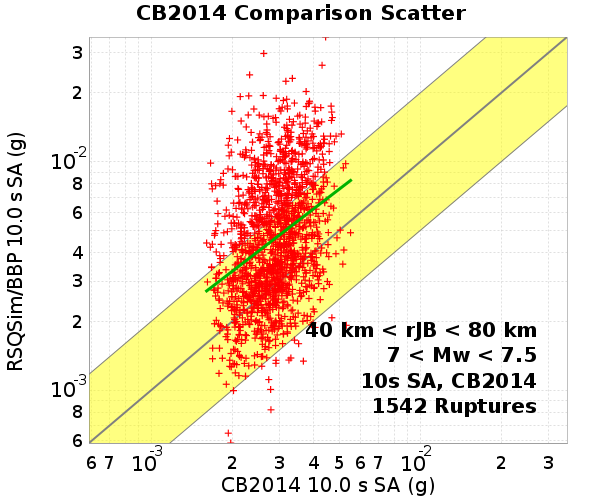 CB2014 Comparison Scatter
RSQSim/BBP 10.0 s SA (g)
3
2
10-2
8
6
4
3
2
10-3
8
6
40 km < rJB < 80 km
7 < Mw < 7.5
10s SA, CB2014
1542 Ruptures
6 7 10-3 2 3 4 5 6 7 10-2 2 3
CB2014 10.0 s SA (g)